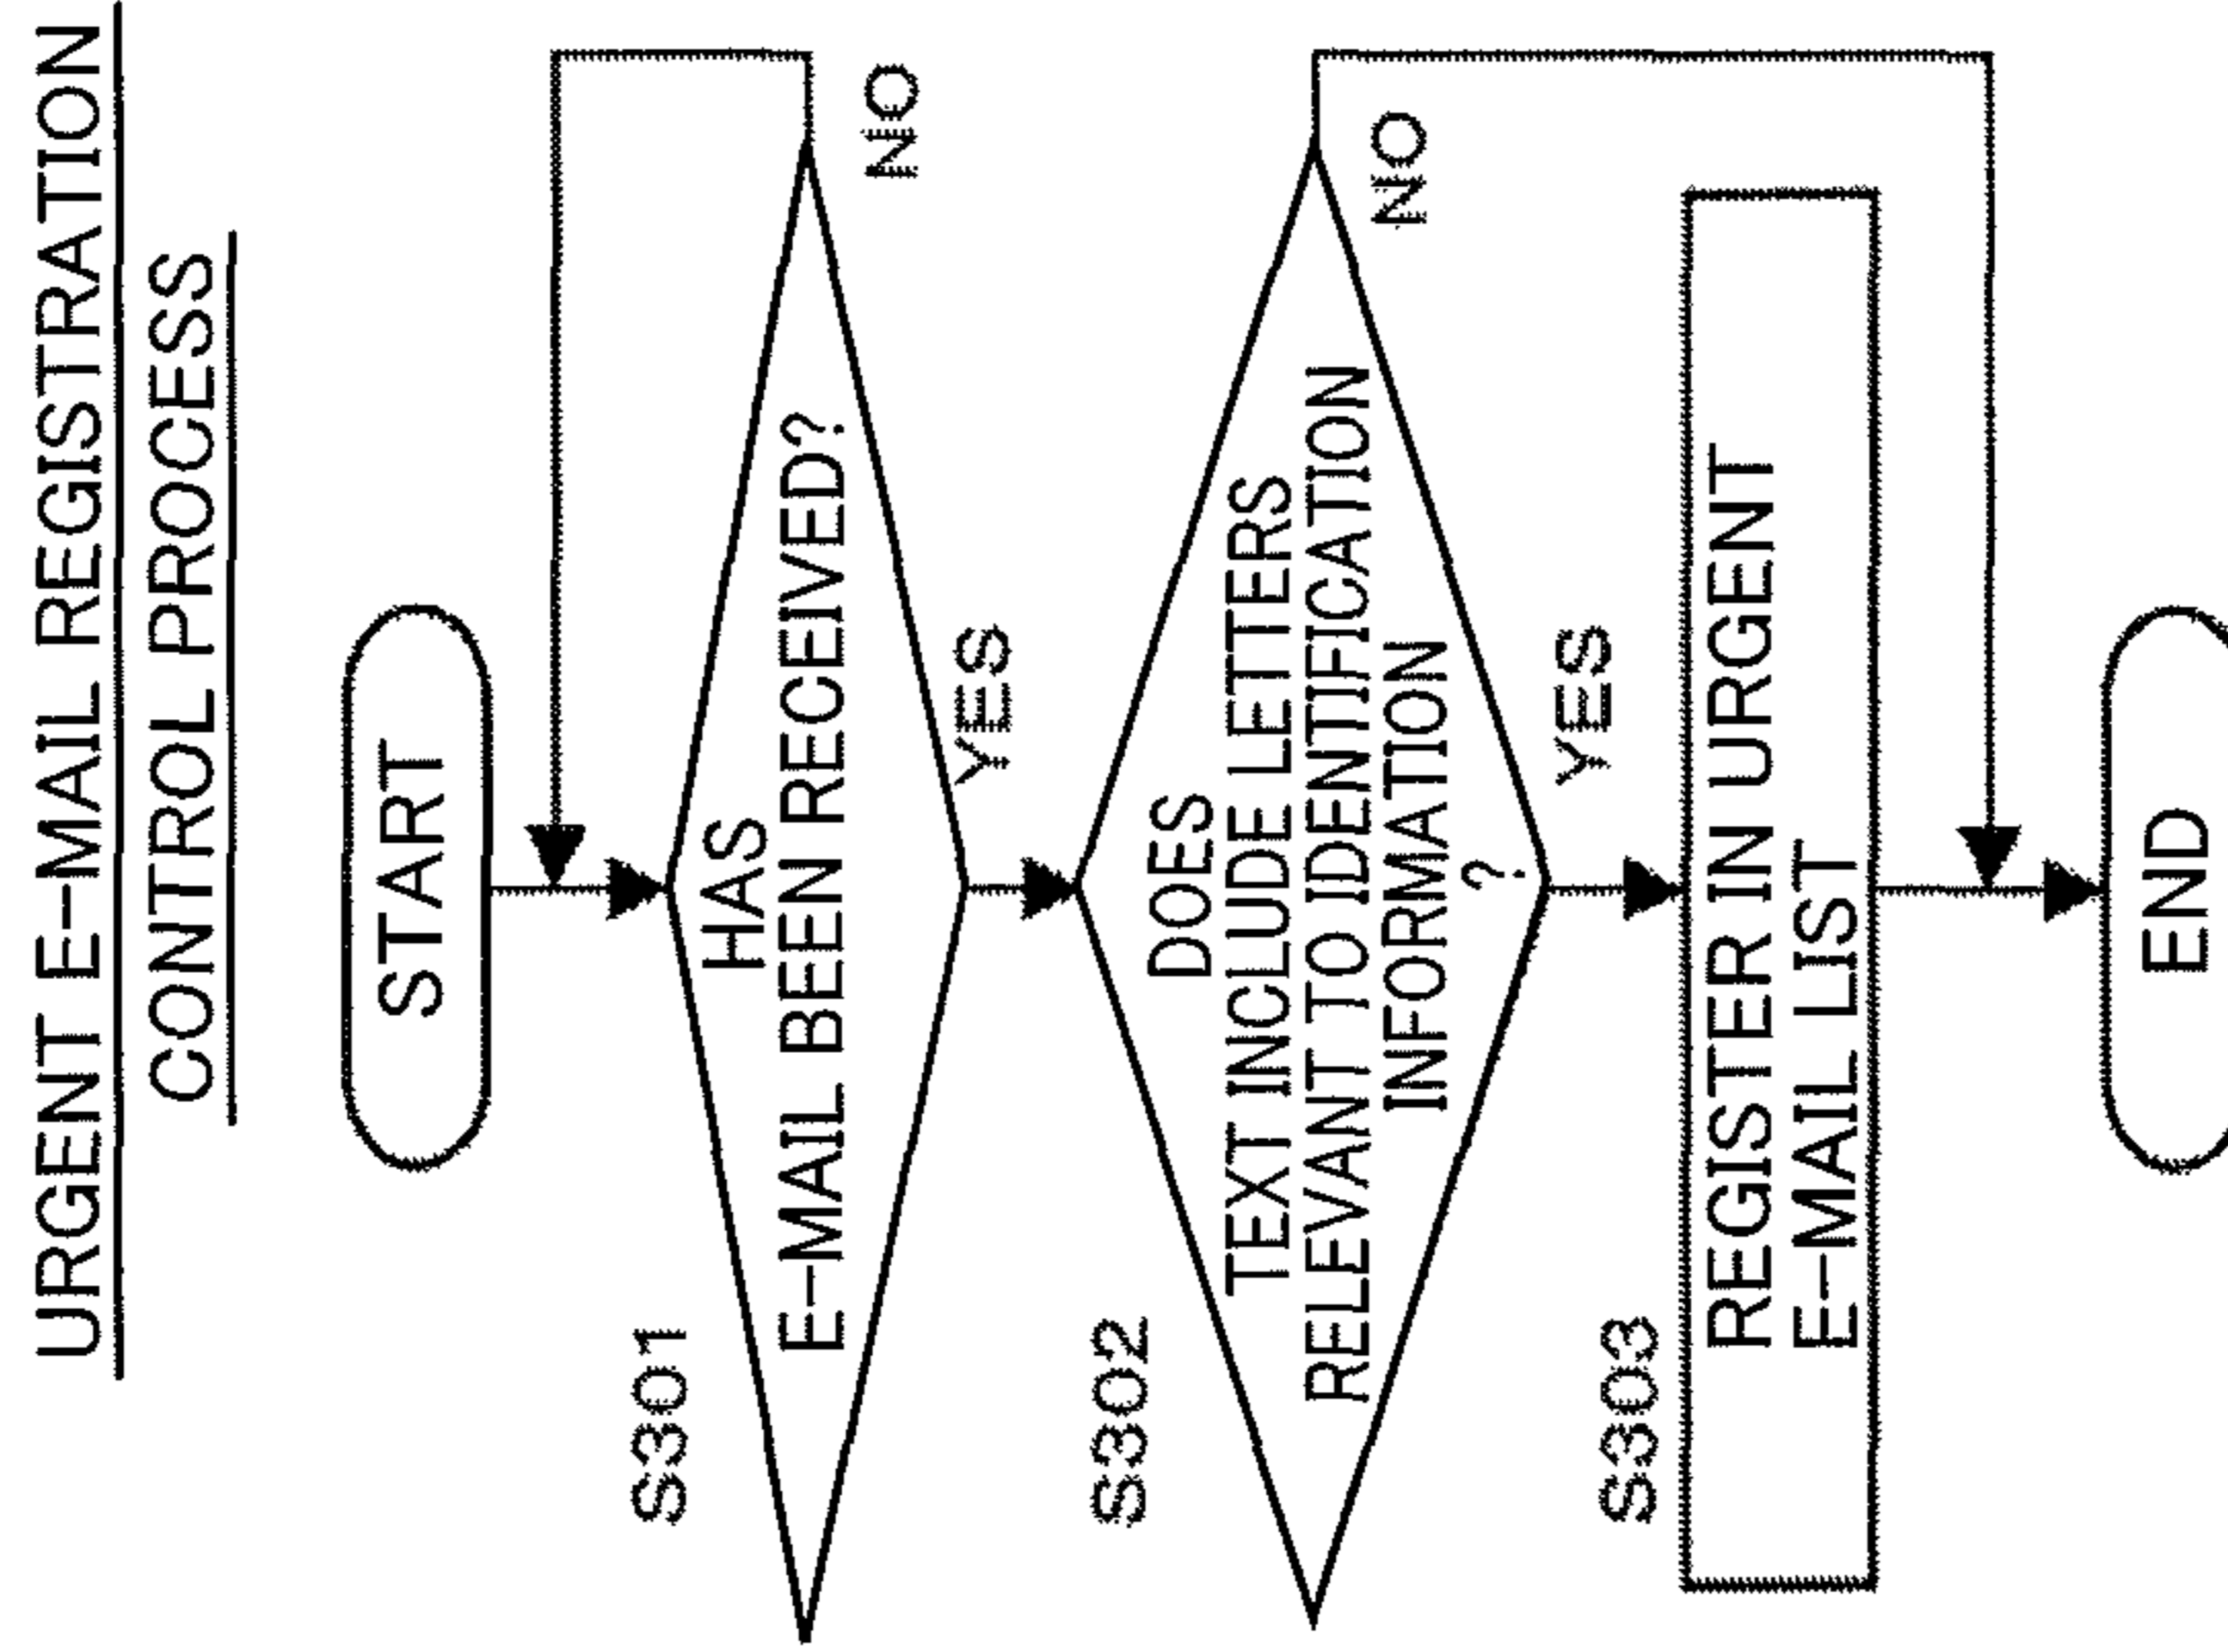 URGENT E-MAIL REGISTRATION
CONTROL PROCESS
START
S301
HAS
E-MAIL BEEN RECEIVED?
NO
YES
S302
DOES
TEXT INCLUDE LETTERS
RELEVANT TO IDENTIFICATION
INFORMATION
?
NO
YES
S303
REGISTER IN URGENT
E-MAIL LIST
END